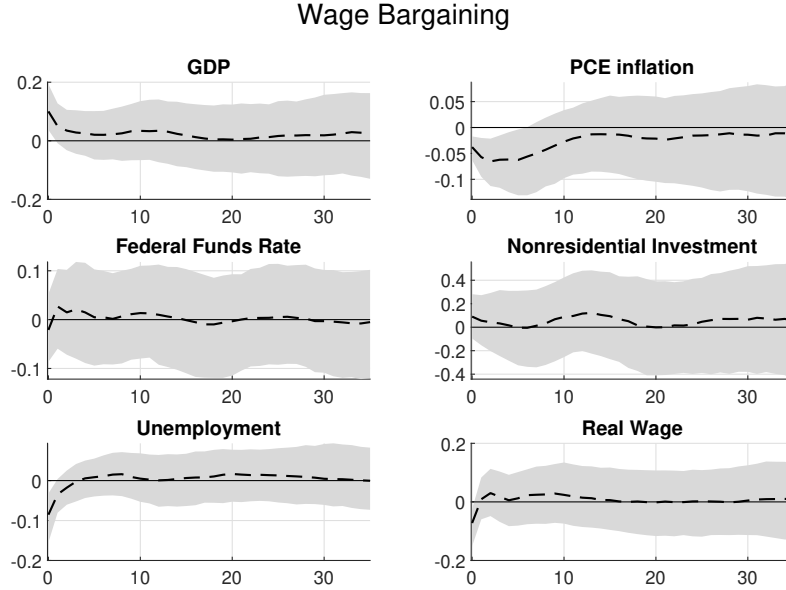 Wage Bargaining
GDP
0.2
0
-0.2
0 10 20 30
PCE inflation
0.05
0
-0.05
-0.1
0 10 20 30
Federal Funds Rate
0.1
0
-0.1
0 10 20 30
Nonresidential Investment
0.4
0.2
0
-0.2
-0.4
0 10 20 30
Unemployment
0
-0.1
-0.2
0 10 20 30
Real Wage
0.2
0
-0.2
0 10 20 30